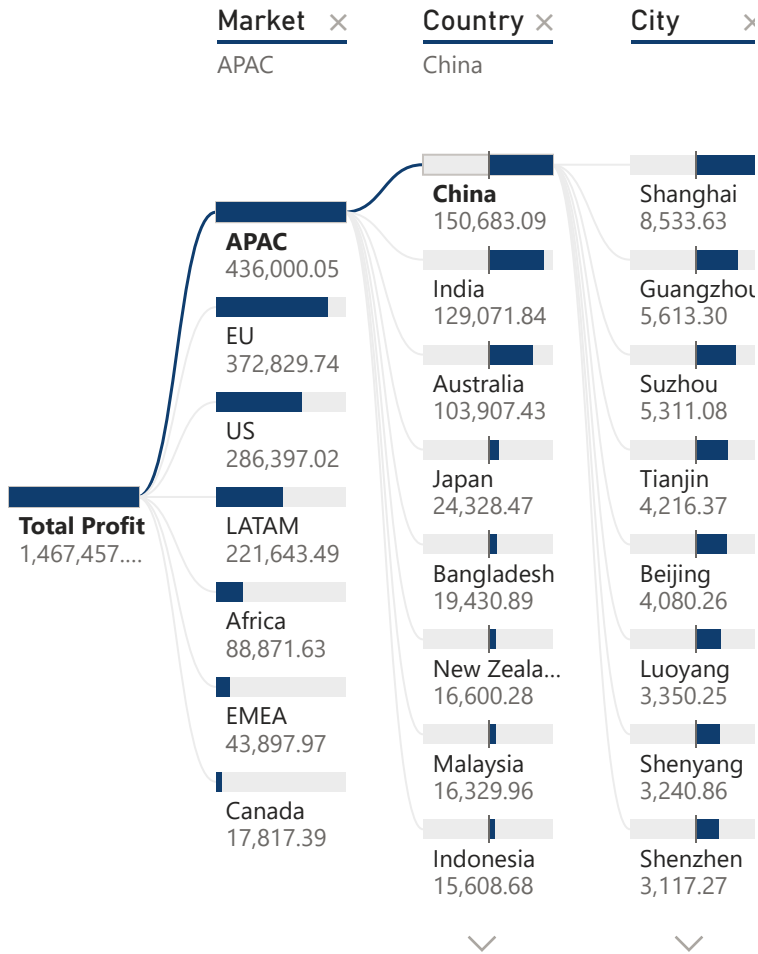 Market
Country
City
APAC
China
Total Profit
1,467,457....
APAC
436,000.05
EU
372,829.74
US
286,397.02
LATAM
221,643.49
Africa
88,871.63
EMEA
43,897.97
Canada
17,817.39
China
150,683.09
India
129,071.84
Australia
103,907.43
Japan
24,328.47
Bangladesh
19,430.89
New Zeala...
16,600.28
Malaysia
16,329.96
Indonesia
15,608.68
Shanghai
8,533.63
Guangzhou
5,613.30
Suzhou
5,311.08
Tianjin
4,216.37
Beijing
4,080.26
Luoyang
3,350.25
Shenyang
3,240.86
Shenzhen
3,117.27